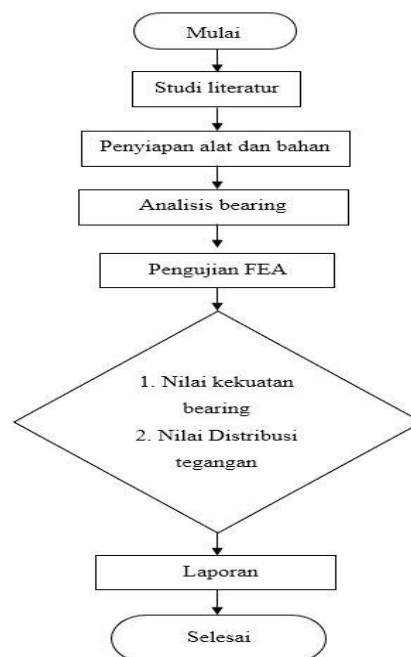 Mulai
Studi literatur
Penyiapan alat dan bahan
Analisis bearing
Pengujian FEA
1. Nilai kekuatan
bearing
2. Nilai Distribusi
tegangan
Laporan
Selesai